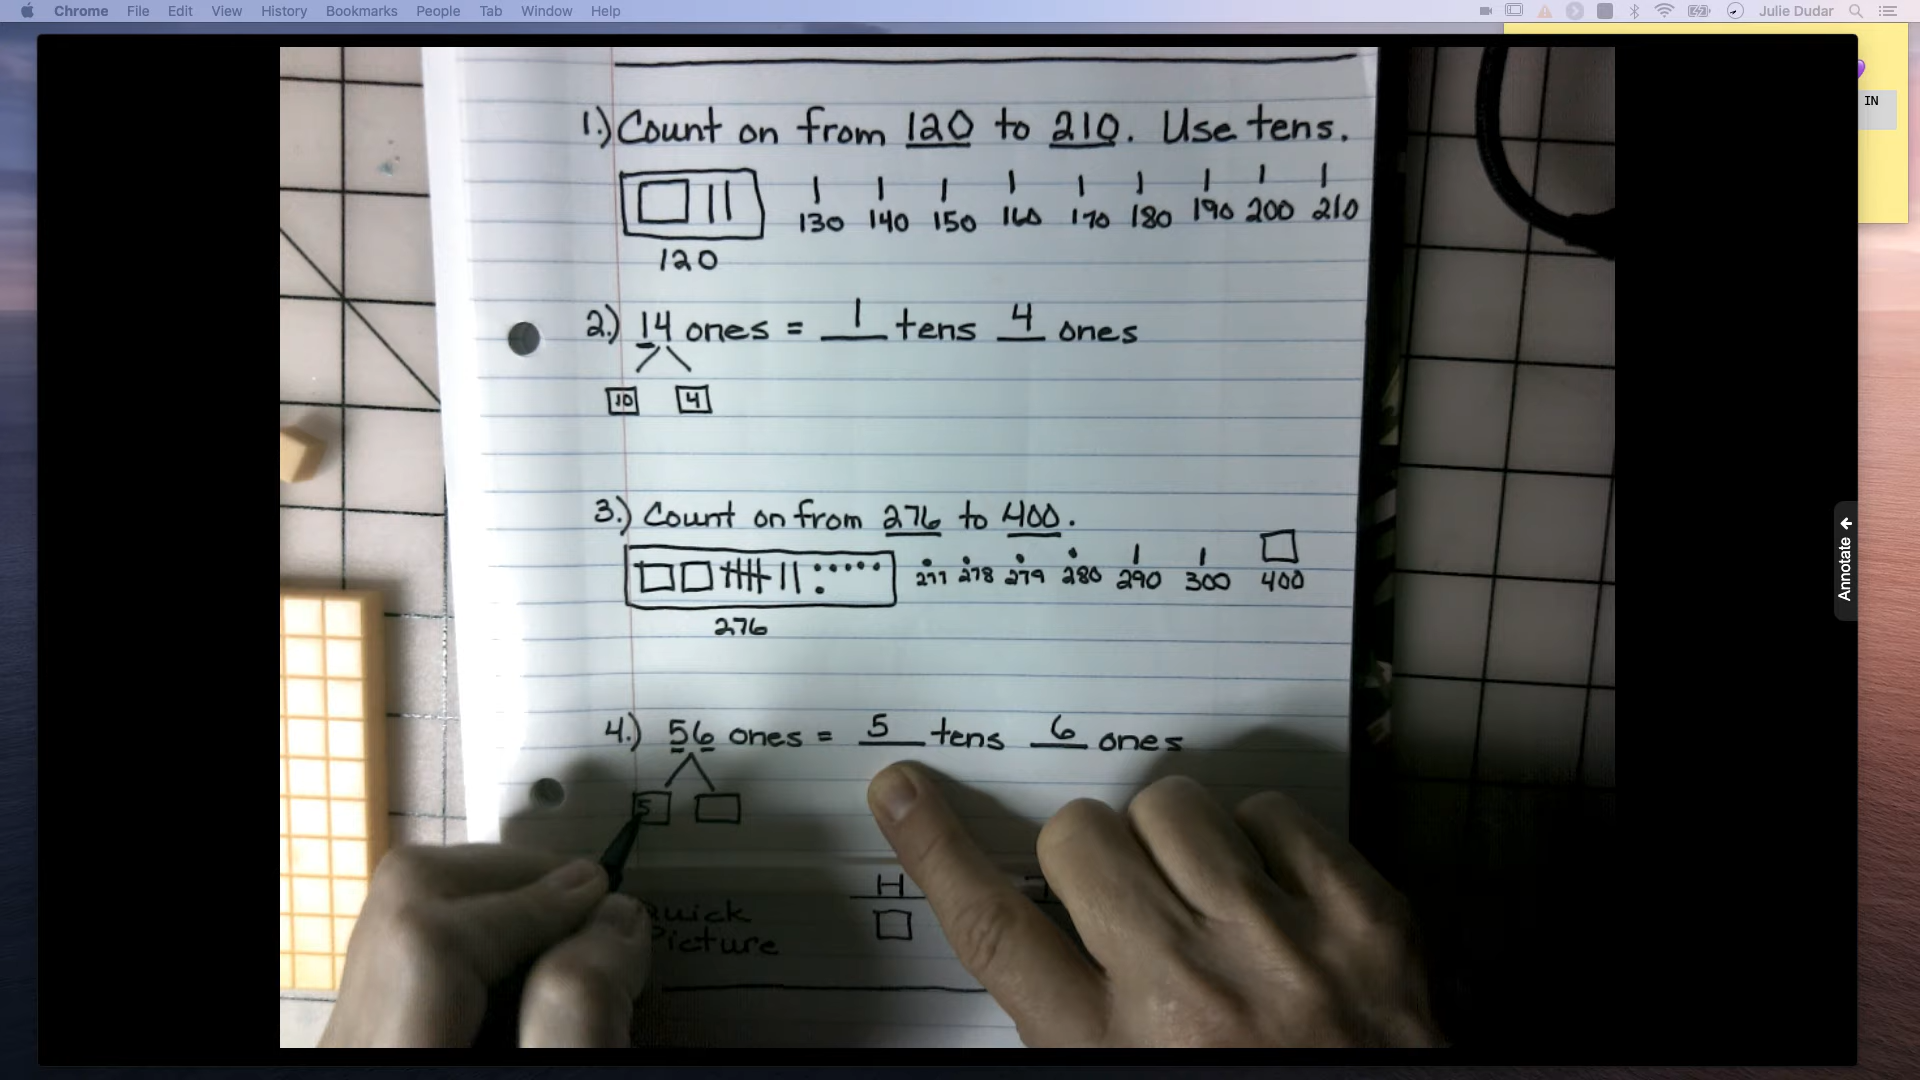 Chrome File Edit View History Bookmarks People Tab Window Help Julie Dudar
IN
1.) Count on from 120 to 210. Use tens.
130 140 150 160 170 180 190 200 210
120
2.) 14 ones = 1 tens 4 ones
10 4
3.) Count on from 276 to 400.
277 278 279 280 290 300 400
276
4.) 56 ones = 5 tens 6 ones
5
H
Quick
Picture
Annotate